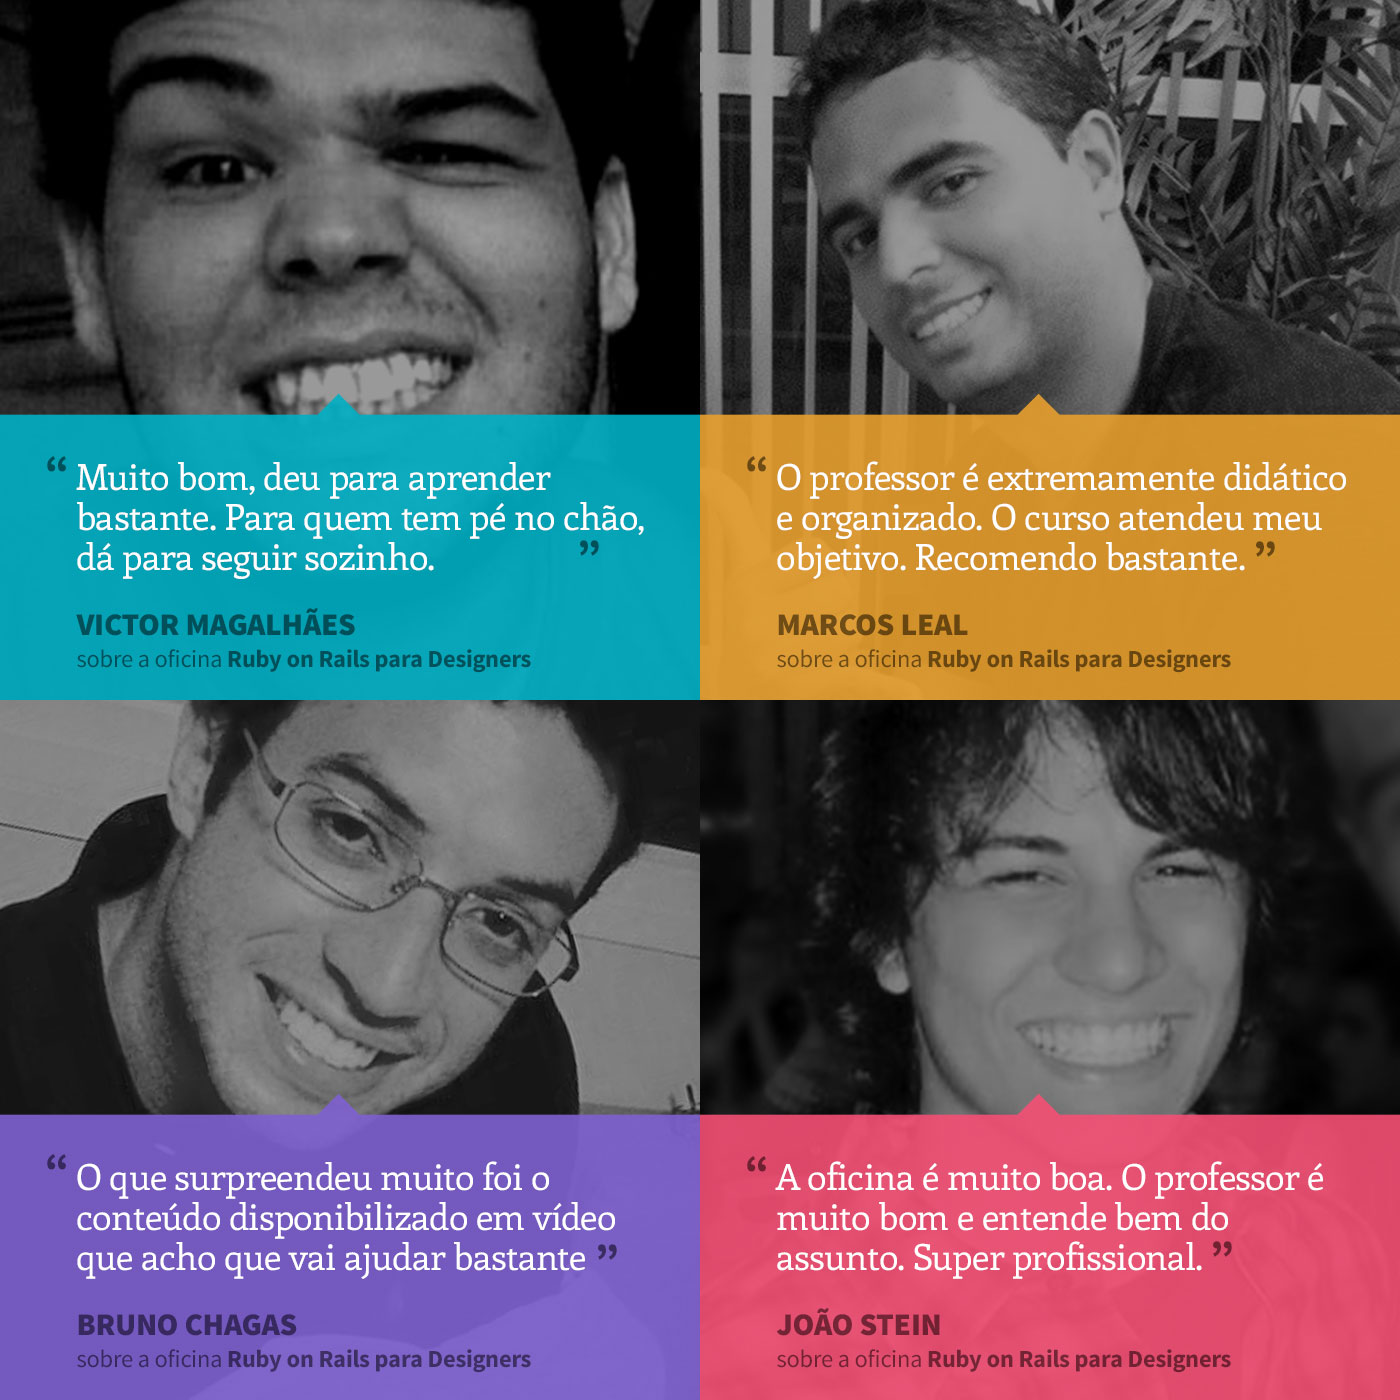 “ Muito bom, deu para aprender
bastante. Para quem tem pé no chão,
dá para seguir sozinho. ”
VICTOR MAGALHÃES
sobre a oficina Ruby on Rails para Designers
“ O professor é extremamente didático
e organizado. O curso atendeu meu
objetivo. Recomendo bastante. ”
MARCOS LEAL
sobre a oficina Ruby on Rails para Designers
“ O que surpreendeu muito foi o
conteúdo disponibilizado em vídeo
que acho que vai ajudar bastante ”
BRUNO CHAGAS
sobre a oficina Ruby on Rails para Designers
“ A oficina é muito boa. O professor é
muito bom e entende bem do
assunto. Super profissional. ”
JOÃO STEIN
sobre a oficina Ruby on Rails para Designers